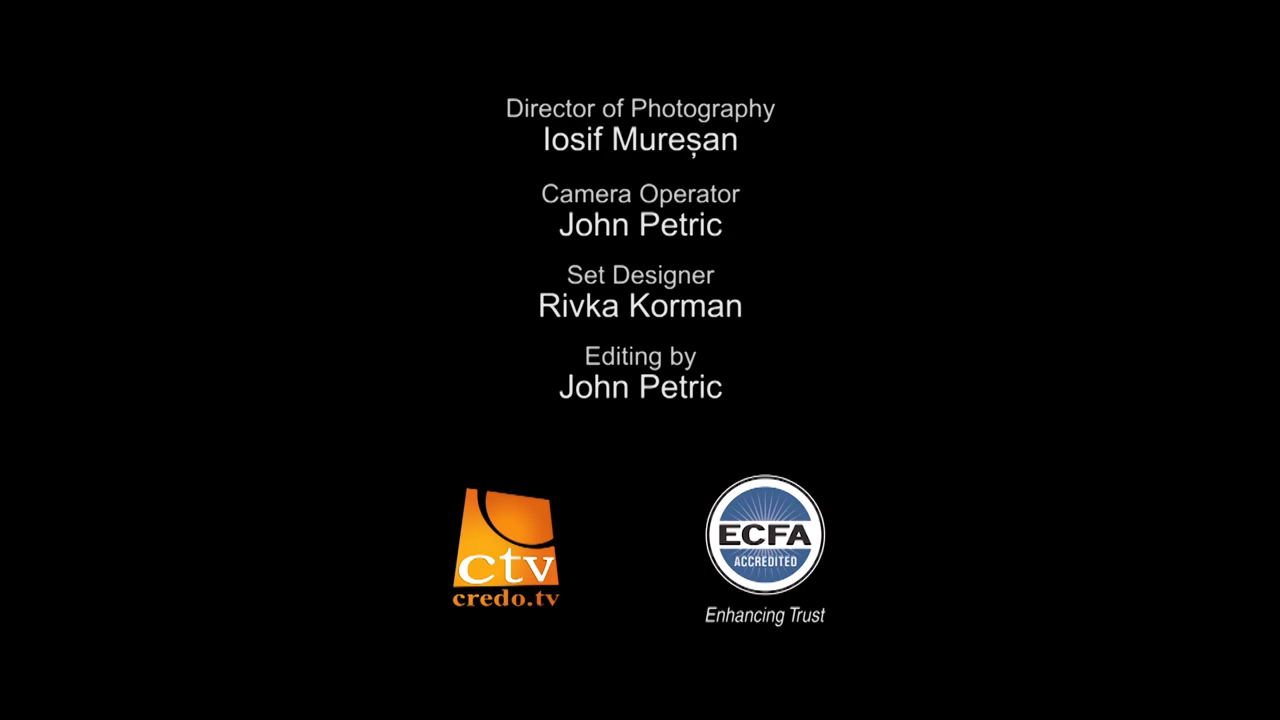 Director of Photography
Iosif Mureșan
Camera Operator
John Petric
Set Designer
Rivka Korman
Editing by
John Petric
ctv
credo.tv
ECFA
ACCREDITED
Enhancing Trust